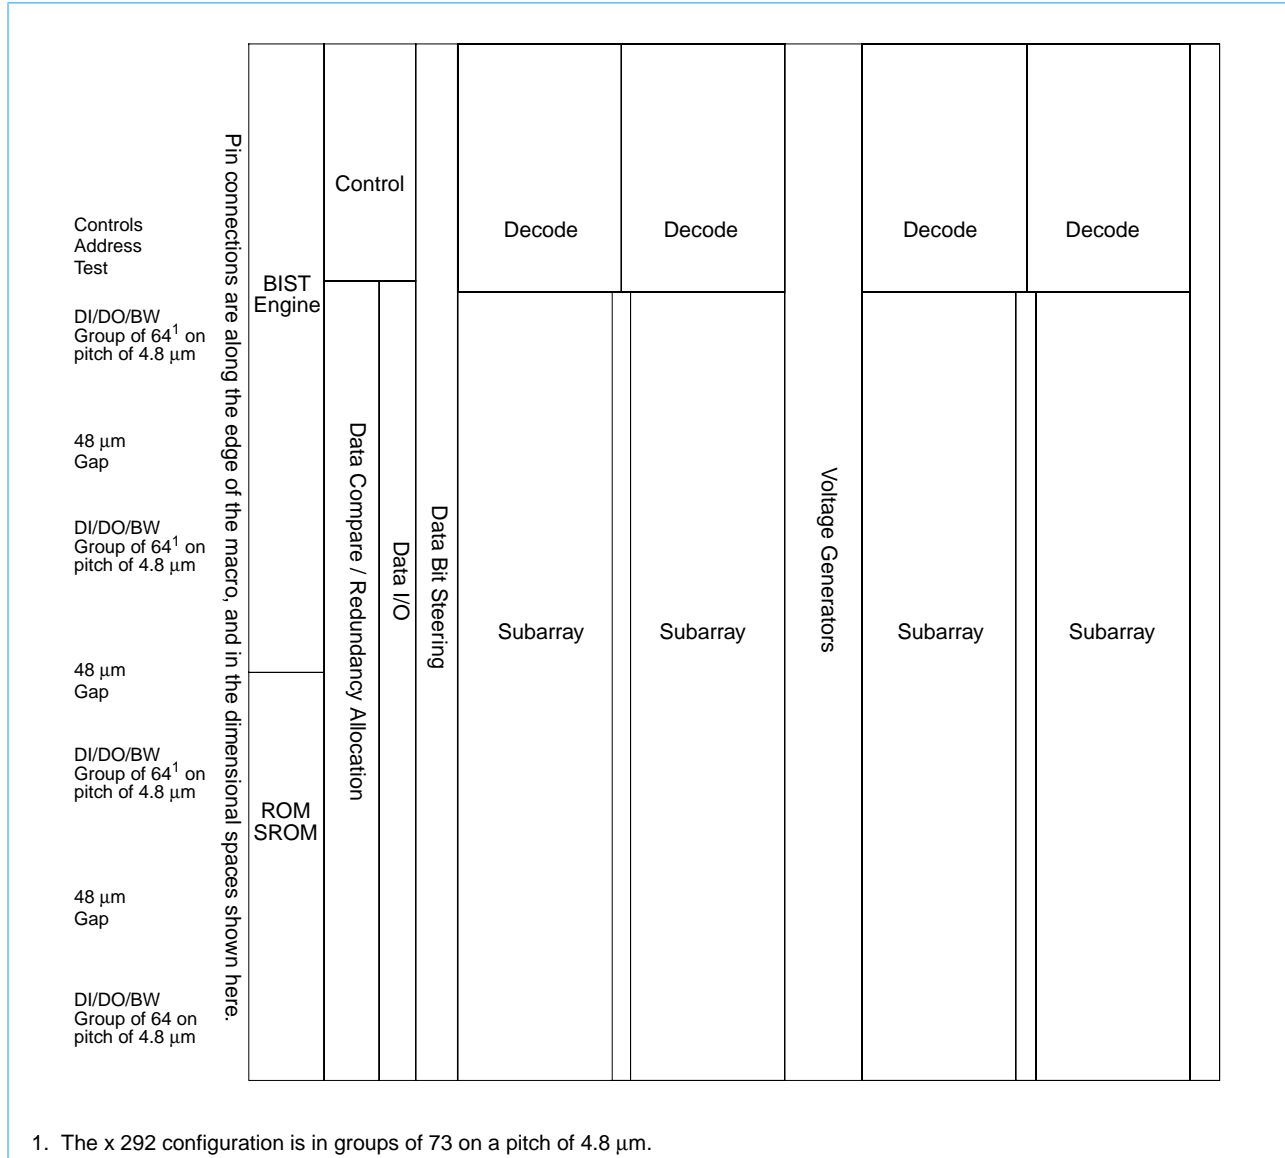 Controls
Address
Test
DI/DO/BW
Group of 64¹ on
pitch of 4.8 µm
48 µm
Gap
DI/DO/BW
Group of 64¹ on
pitch of 4.8 µm
48 µm
Gap
DI/DO/BW
Group of 64¹ on
pitch of 4.8 µm
48 µm
Gap
DI/DO/BW
Group of 64 on
pitch of 4.8 µm
Pin connections are along the edge of the macro, and in the dimensional spaces shown here.
BIST
Engine
ROM
SROM
Control
Data Compare / Redundancy Allocation
Data I/O
Data Bit Steering
Decode
Decode
Subarray
Subarray
Voltage Generators
Decode
Decode
Subarray
Subarray
1. The x 292 configuration is in groups of 73 on a pitch of 4.8 µm.